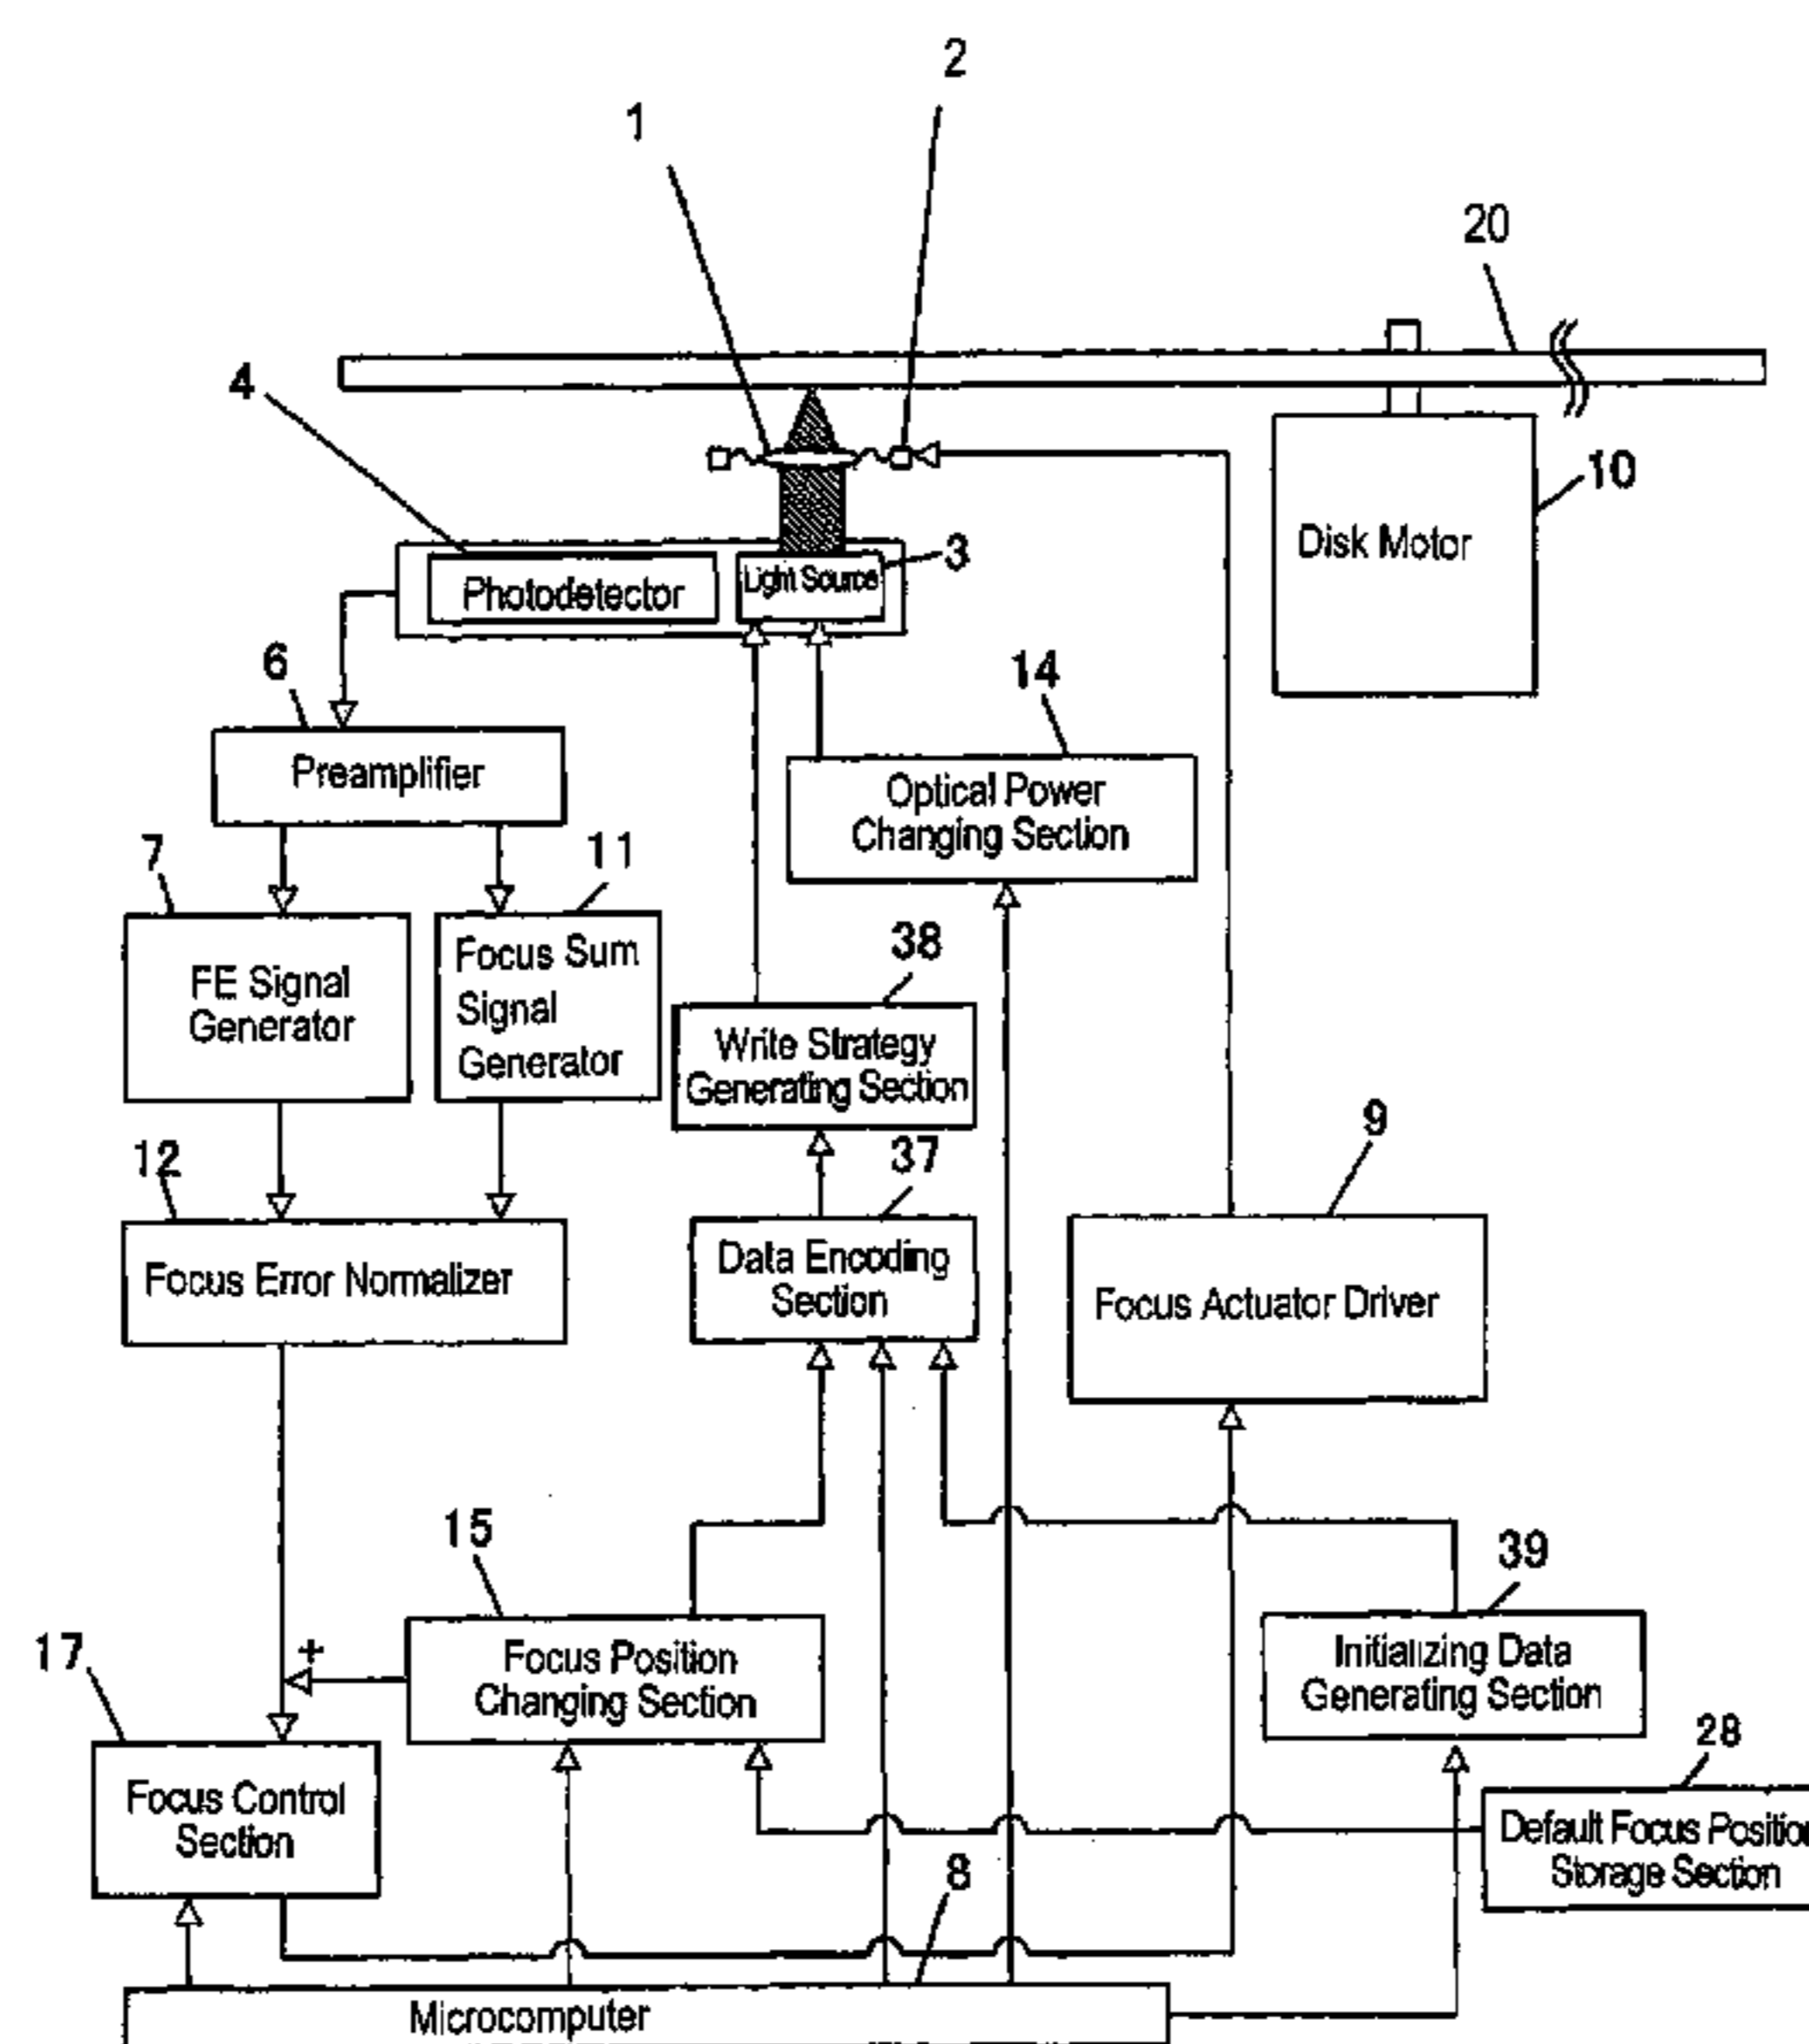 2
1
20
4
10
Disk Motor
3
Light Source
Photodetector
6
14
Preamplifier
Optical Power
Changing Section
7
11
38
FE Signal
Generator
Focus Sum
Signal
Generator
Write Strategy
Generating Section
9
12
37
Focus Error Normalizer
Data Encoding
Section
Focus Actuator Driver
15
39
17
+
Focus Position
Changing Section
Initializing Data
Generating Section
28
Focus Control
Section
Default Focus Position
Storage Section
8
Microcomputer